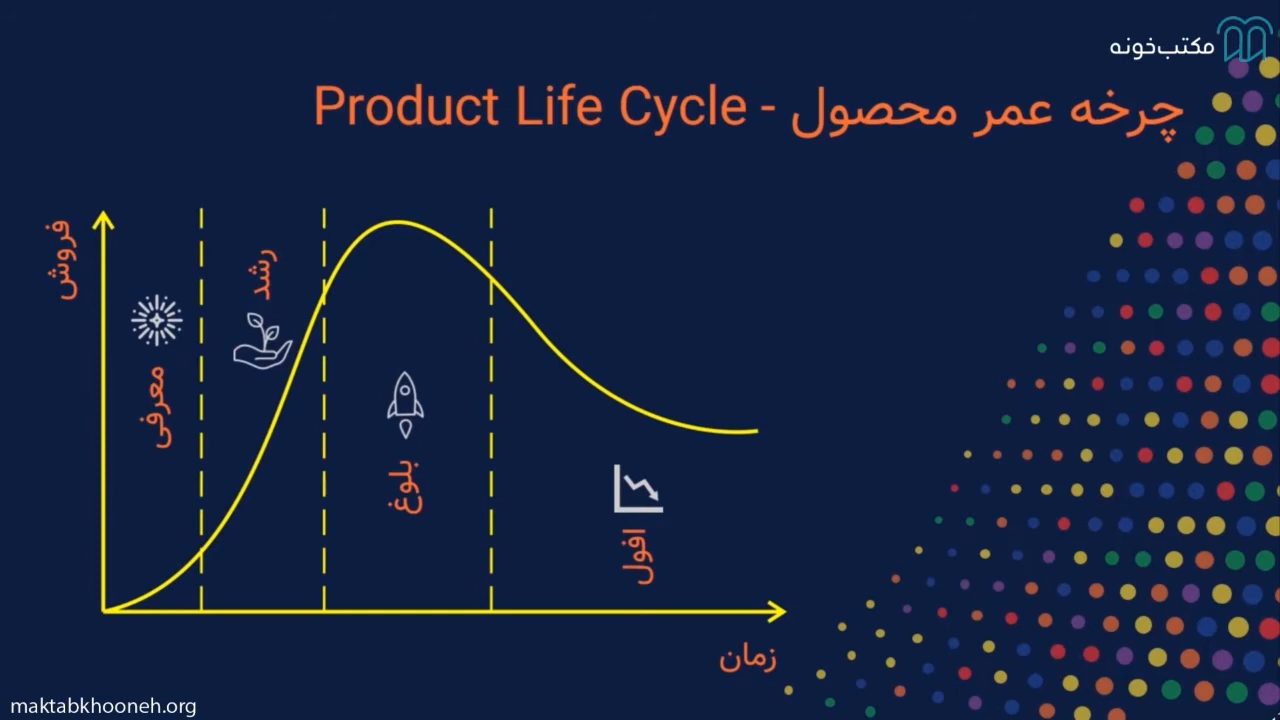 مکتب‌خونه
چرخه عمر محصول - Product Life Cycle
فروش
معرفی
رشد
بلوغ
افول
زمان
maktabkhooneh.org